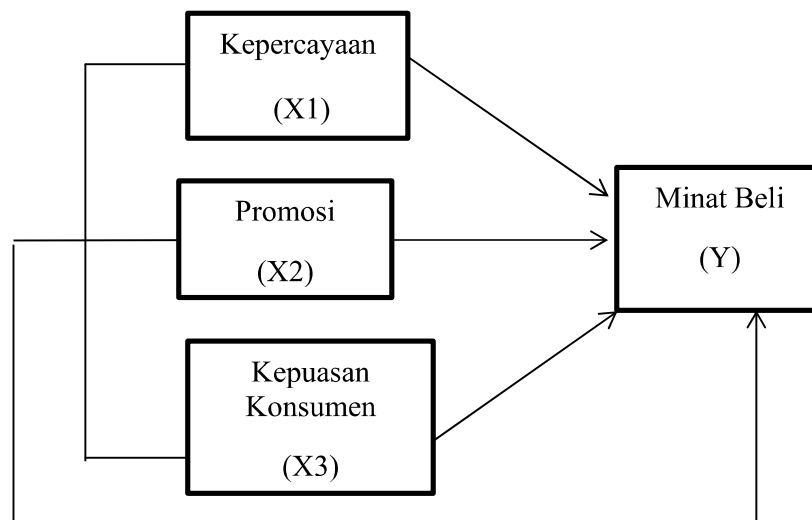 Kepercayaan
(X1)
Promosi
(X2)
Kepuasan
Konsumen
(X3)
Minat Beli
(Y)